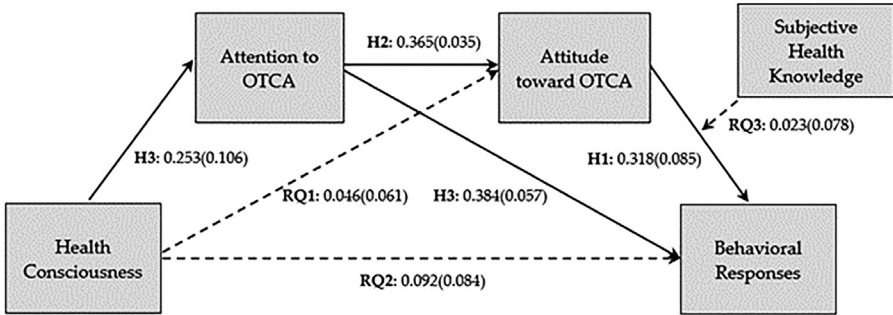 Attention to
OTCA
H2: 0.365(0.035)
Attitude
toward OTCA
Subjective
Health
Knowledge
RQ3: 0.023(0.078)
H3: 0.253(0.106)
H1: 0.318(0.085)
RQ1: 0.046(0.061)
H3: 0.384(0.057)
Health
Consciousness
Behavioral
Responses
RQ2: 0.092(0.084)